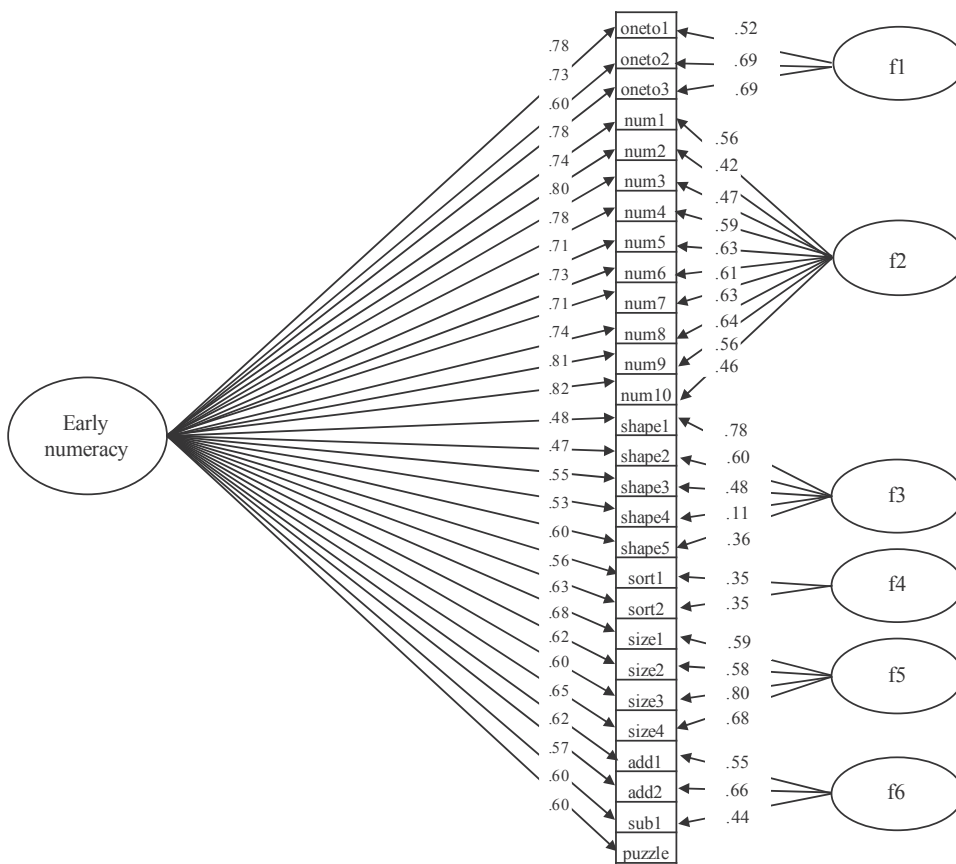 Early
numeracy
.78
.73
.60
.78
.74
.80
.78
.71
.73
.71
.74
.81
.82
.48
.47
.55
.53
.60
.56
.63
.68
.62
.60
.65
.62
.57
.60
.60
oneto1
oneto2
oneto3
num1
num2
num3
num4
num5
num6
num7
num8
num9
num10
shape1
shape2
shape3
shape4
shape5
sort1
sort2
size1
size2
size3
size4
add1
add2
sub1
puzzle
.52
.69
.69
.56
.42
.47
.59
.63
.61
.63
.64
.56
.46
.78
.60
.48
.11
.36
.35
.35
.59
.58
.80
.68
.55
.66
.44
f1
f2
f3
f4
f5
f6